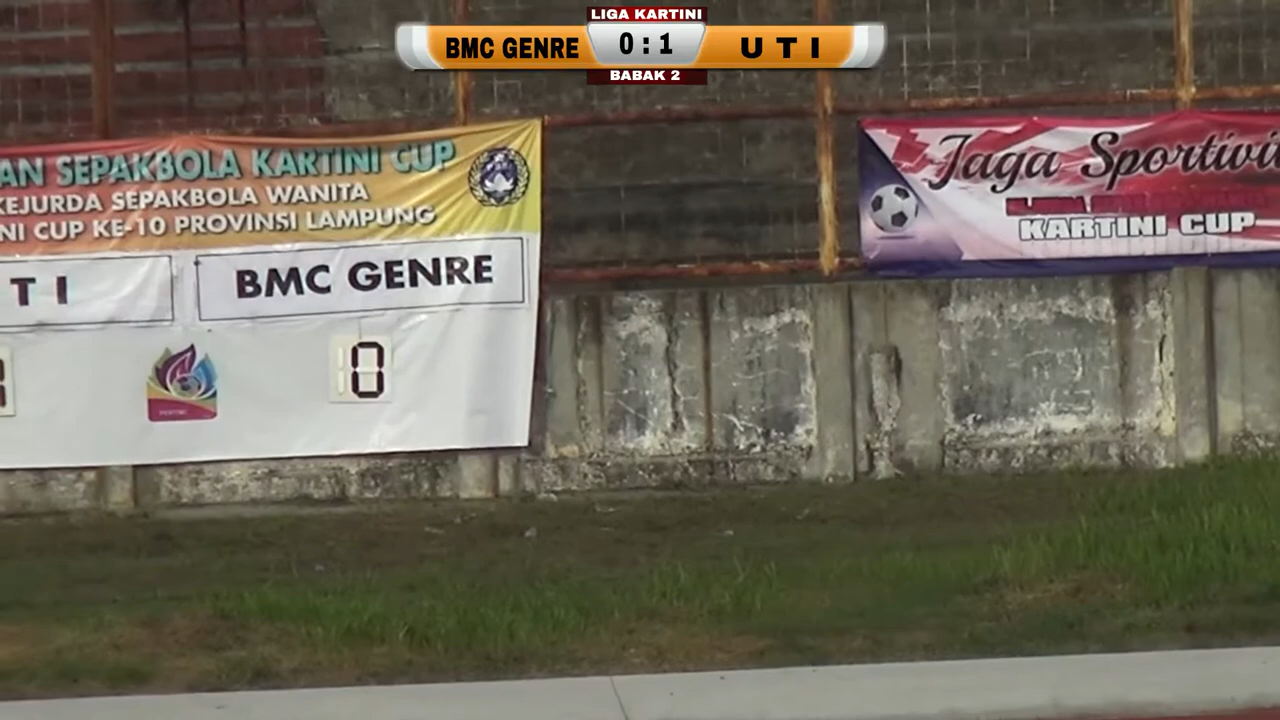 LIGA KARTINI
BMC GENRE 0 : 1 U T I
BABAK 2
AN SEPAKBOLA KARTINI CUP
KEJURDA SEPAKBOLA WANITA
NI CUP KE-10 PROVINSI LAMPUNG
T I
BMC GENRE
0
Jaga Sportivi
KARTINI CUP